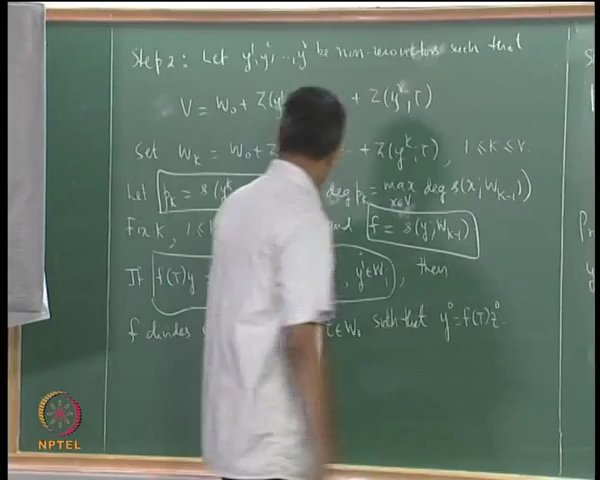 Step 2: Let y¹, y², ..., yʳ be non-zero vectors such that
V = W₀ + Z(y¹ + Z(yʳ, T)
Set Wₖ = W₀ + Z + Z(yᵏ, T), 1 ≤ k ≤ r.
Let pₖ = s(yᵏ deg pₖ = max deg s(x; Wₖ₋₁)
x∈V
Fix k, 1 ≤ and f = s(y; Wₖ₋₁)
If f(T)y , yⁱ∈Wᵢ, then
f divides ∈W₀ such that y⁰ = f(T)z⁰.
NPTEL